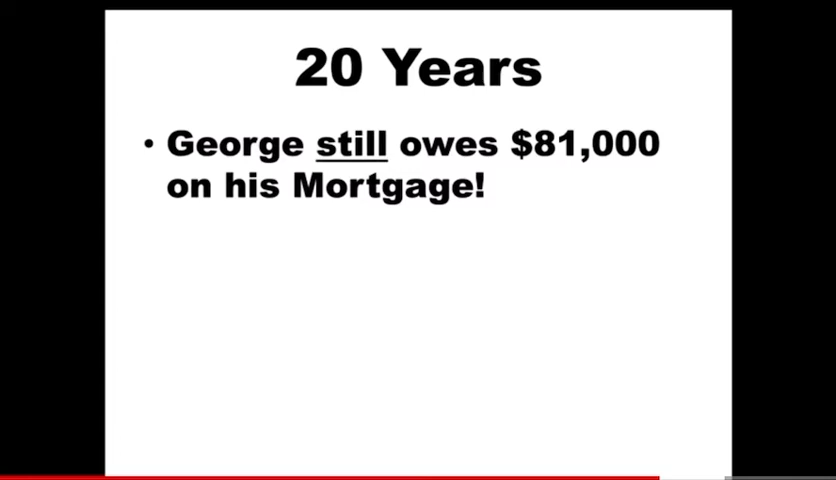 20 Years
• George still owes $81,000
on his Mortgage!